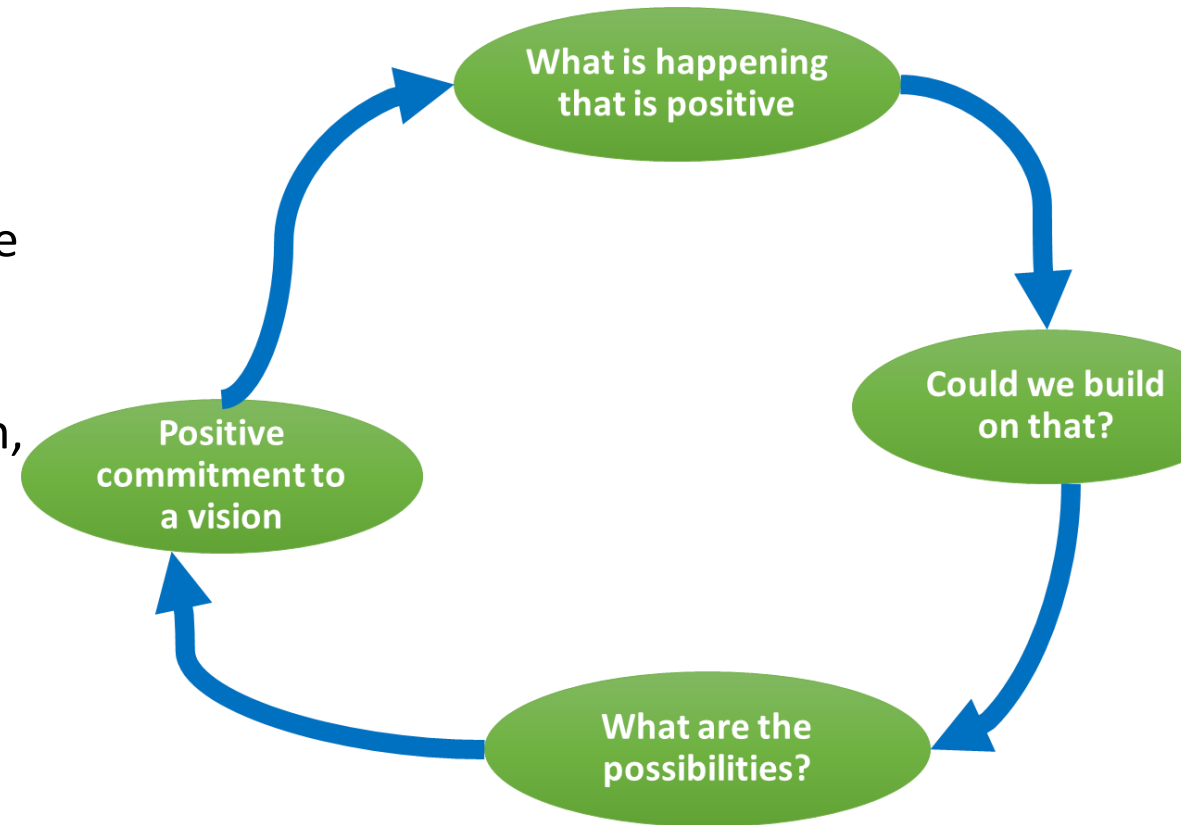 What is happening
that is positive
e
Could we build
on that?
n,
Positive
commitment to
a vision
What are the
possibilities?